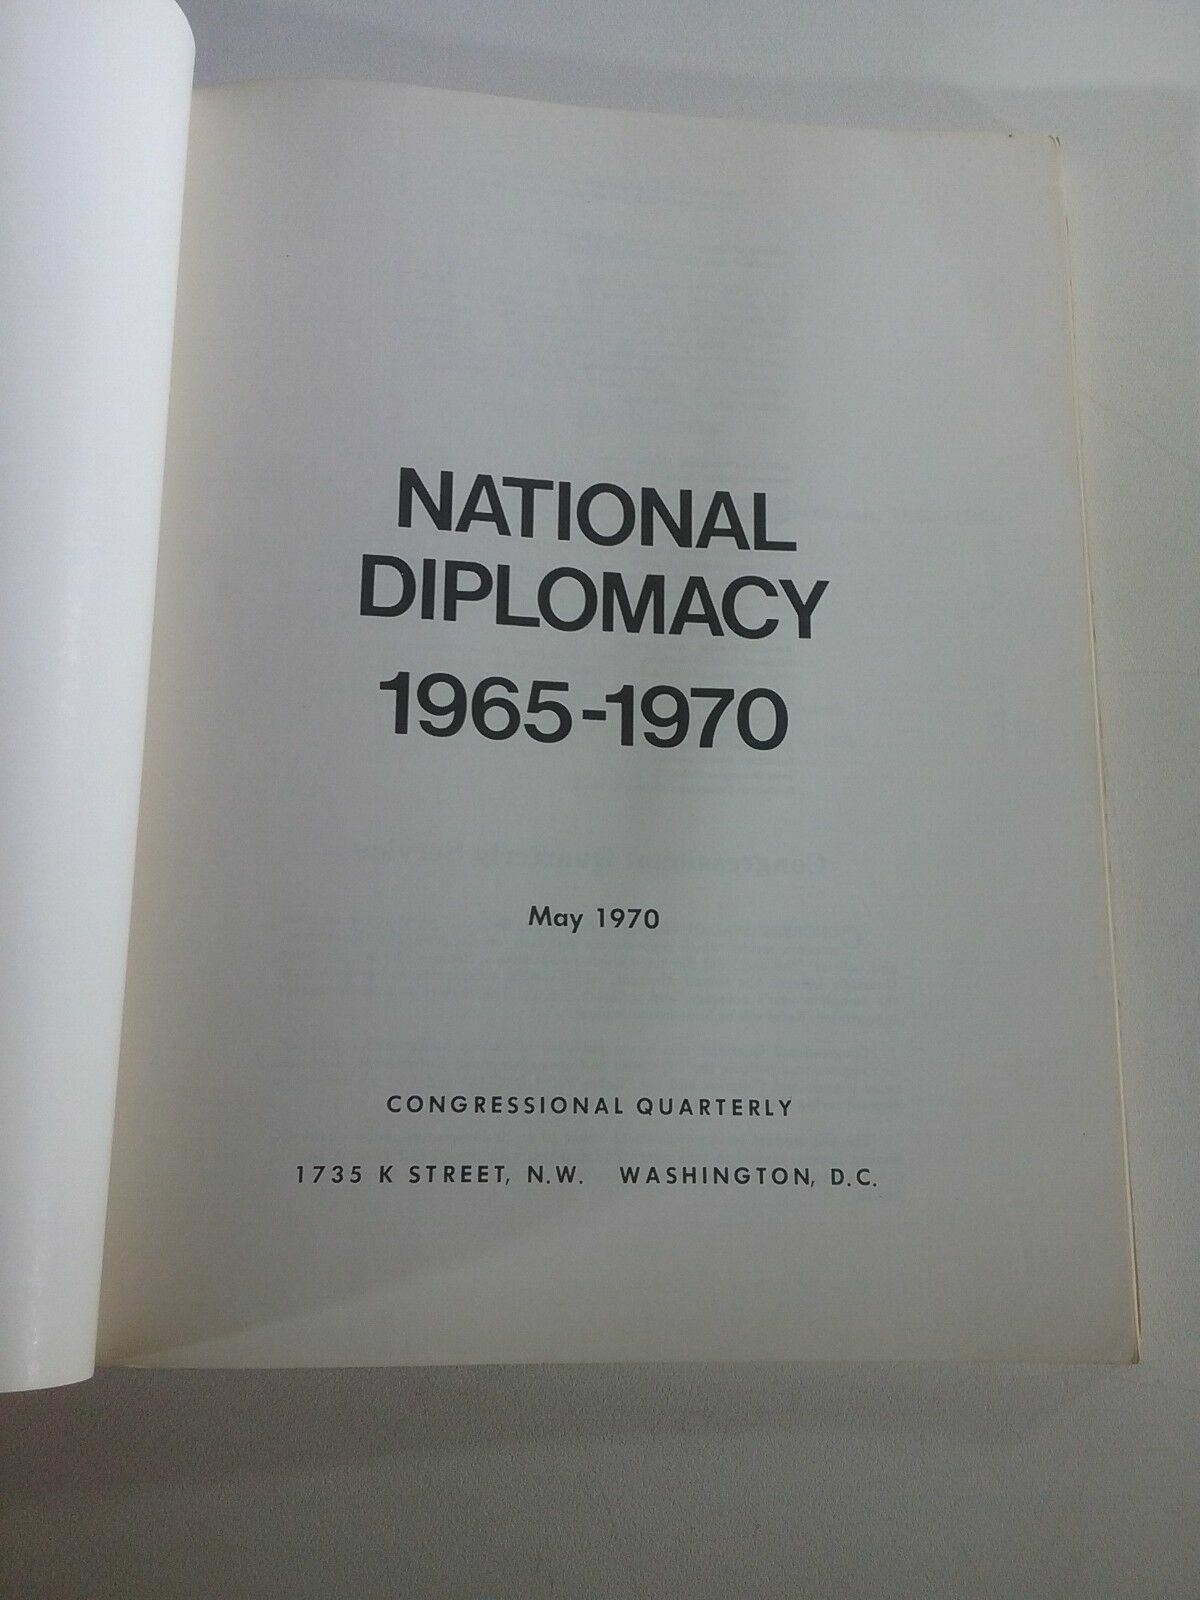 NATIONAL
DIPLOMACY
1965-1970
May 1970
CONGRESSIONAL QUARTERLY
1735 K STREET, N.W. WASHINGTON, D.C.